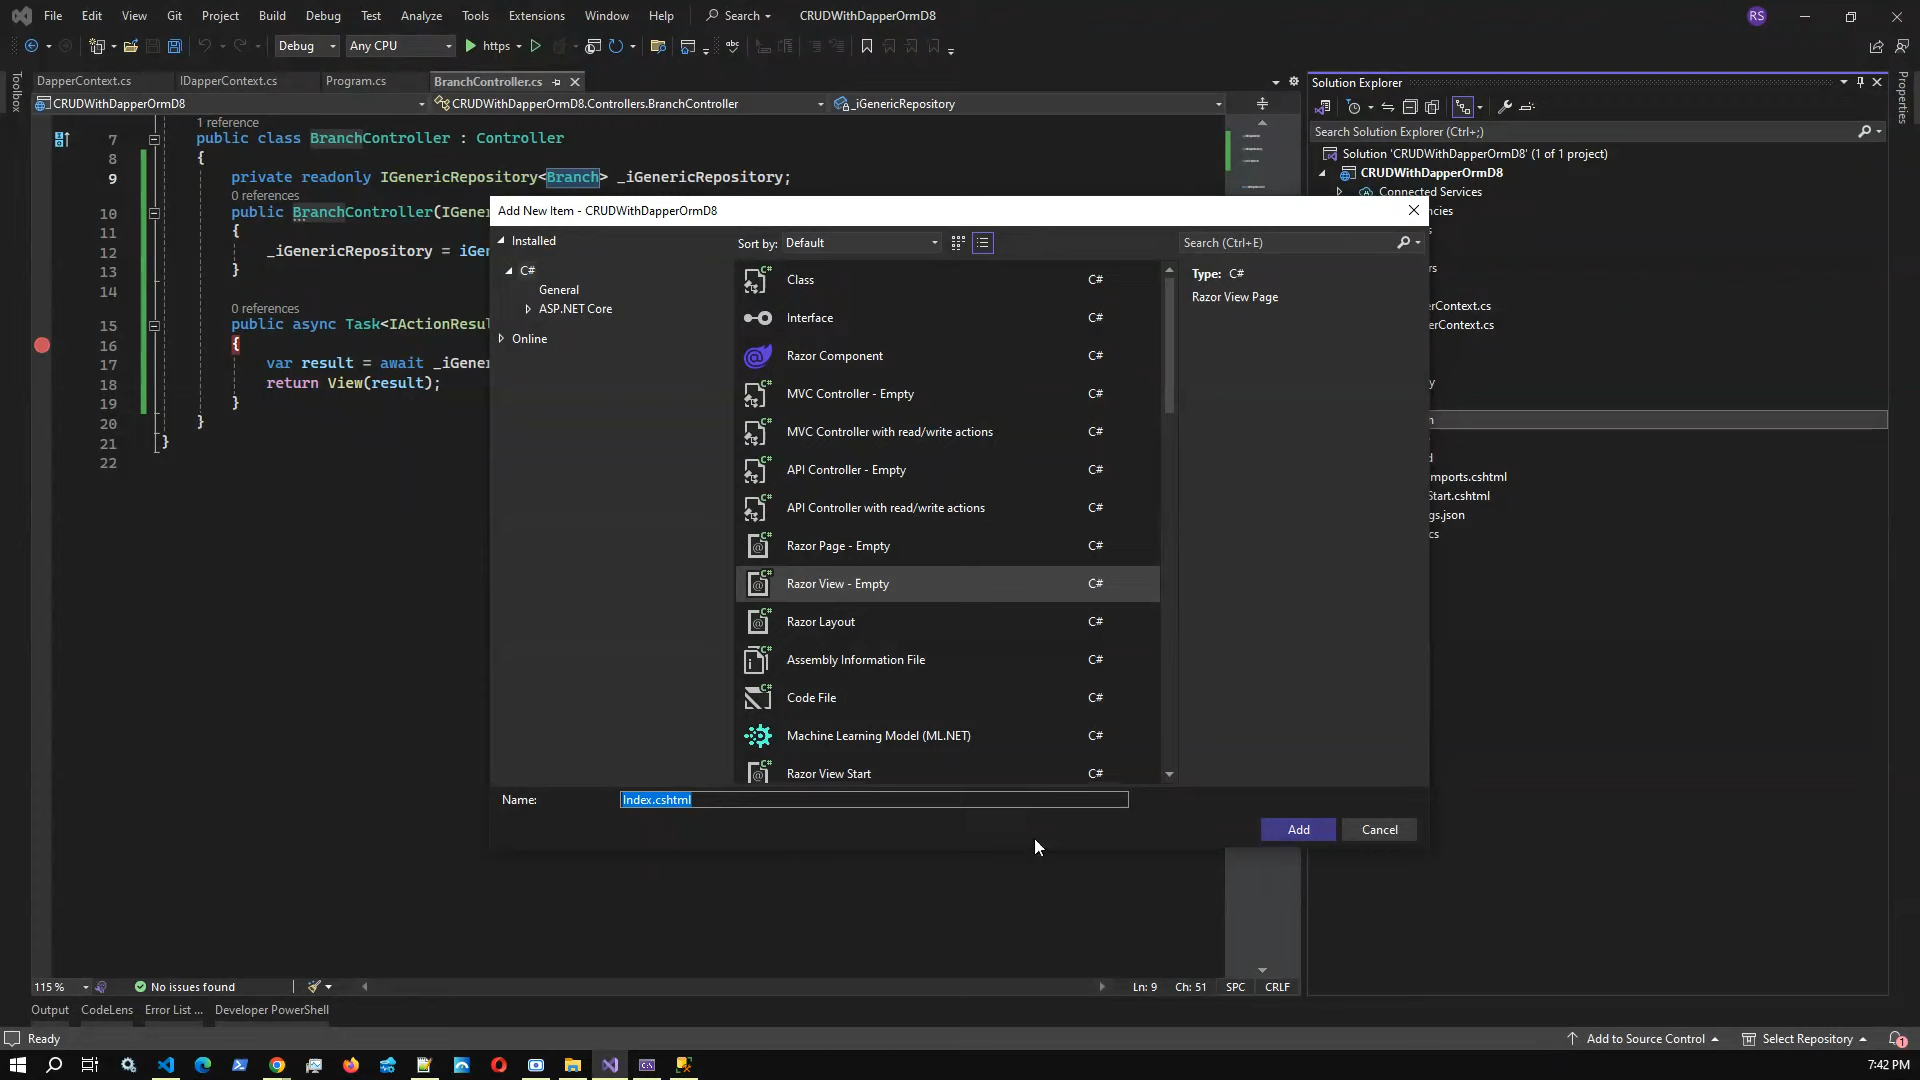 File Edit View Git Project Build Debug Test Analyze Tools Extensions Window Help Search CRUDWithDapperOrmD8 RS
Debug Any CPU https
DapperContext.cs IDapperContext.cs Program.cs BranchController.cs
CRUDWithDapperOrmD8 CRUDWithDapperOrmD8.Controllers.BranchController _iGenericRepository
Toolbox
1 reference
7 public class BranchController : Controller
8 {
9 private readonly IGenericRepository<Branch> _iGenericRepository;
0 references
10 public BranchController(IGener
11 {
12 _iGenericRepository = iGen
13 }
14
0 references
15 public async Task<IActionResul
16 {
17 var result = await _iGener
18 return View(result);
19 }
20 }
21 }
22
Add New Item - CRUDWithDapperOrmD8
Installed
C#
General
ASP.NET Core
Online
Sort by: Default
Search (Ctrl+E)
Class C#
Interface C#
Razor Component C#
MVC Controller - Empty C#
MVC Controller with read/write actions C#
API Controller - Empty C#
API Controller with read/write actions C#
Razor Page - Empty C#
Razor View - Empty C#
Razor Layout C#
Assembly Information File C#
Code File C#
Machine Learning Model (ML.NET) C#
Razor View Start C#
Type: C#
Razor View Page
Name: Index.cshtml
Add Cancel
Solution Explorer
Search Solution Explorer (Ctrl+;)
Solution 'CRUDWithDapperOrmD8' (1 of 1 project)
CRUDWithDapperOrmD8
Connected Services
ncies
s
rs
erContext.cs
erContext.cs
y
n
d
mports.cshtml
Start.cshtml
gs.json
cs
Properties
115 % No issues found Ln: 9 Ch: 51 SPC CRLF
Output CodeLens Error List ... Developer PowerShell
Ready Add to Source Control Select Repository 1
7:42 PM